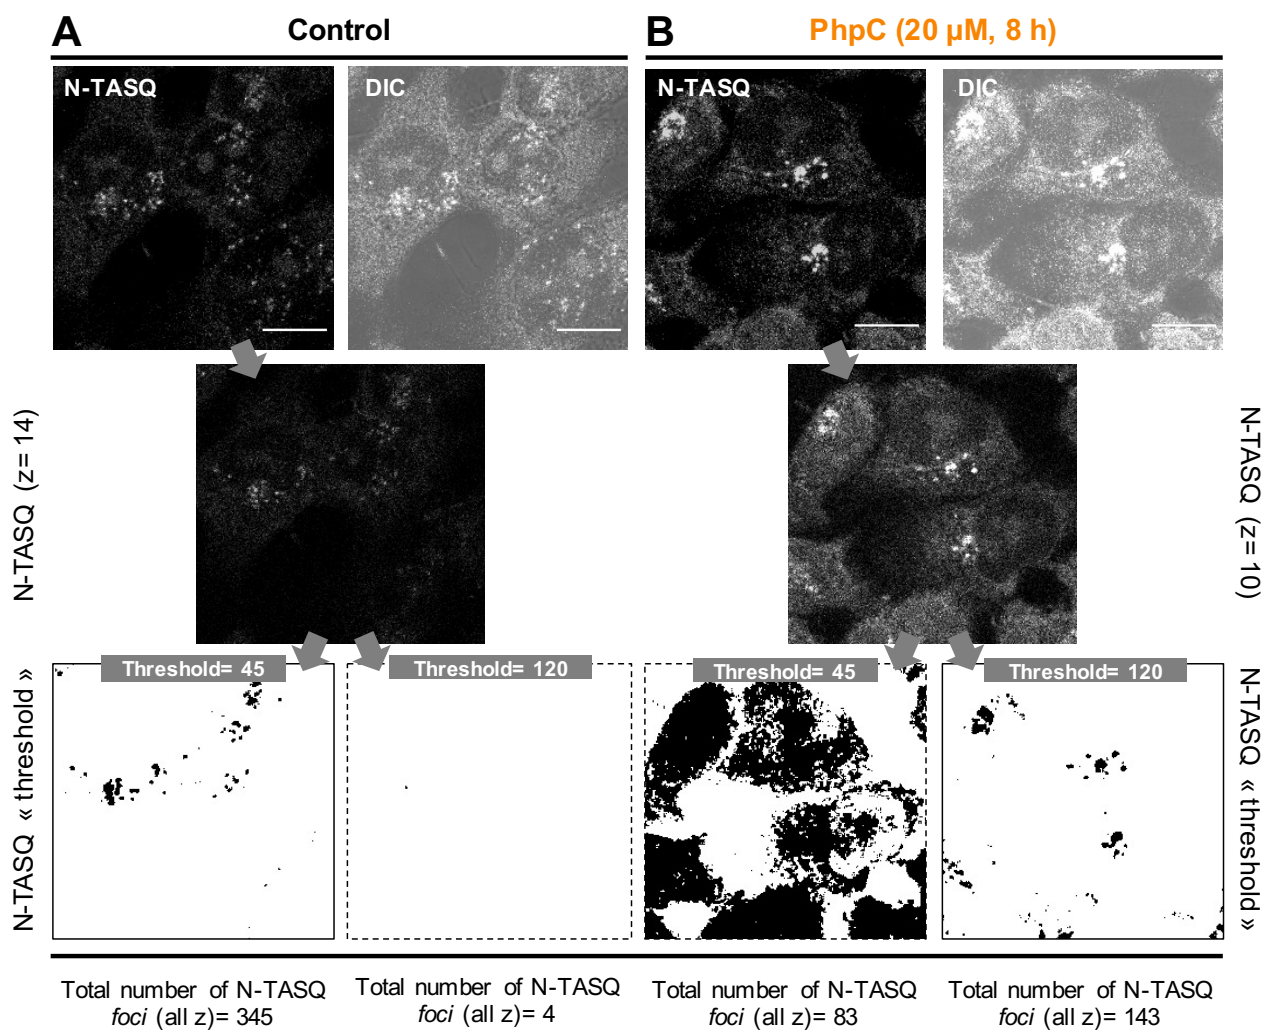 A
Control
B
PhpC (20 µM, 8 h)
N-TASQ
DIC
N-TASQ
DIC
N-TASQ (z= 14)
N-TASQ (z= 10)
N-TASQ « threshold »
Threshold= 45
Threshold= 120
Threshold= 45
Threshold= 120
N-TASQ « threshold »
Total number of N-TASQ
foci (all z)= 345
Total number of N-TASQ
foci (all z)= 4
Total number of N-TASQ
foci (all z)= 83
Total number of N-TASQ
foci (all z)= 143